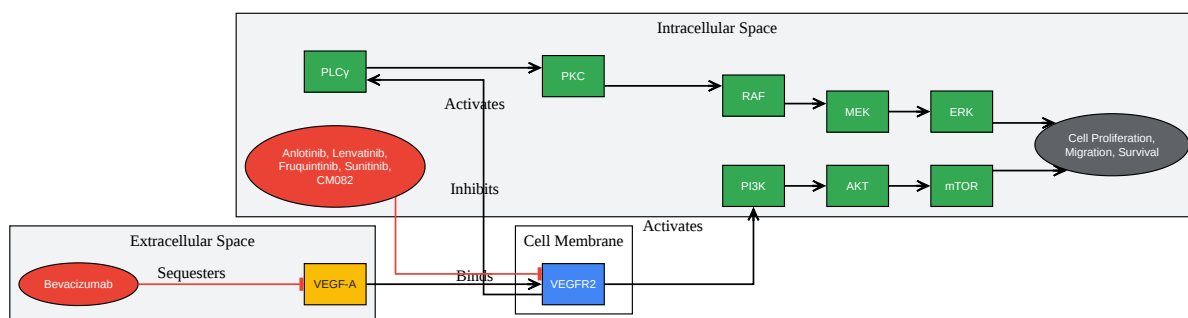 Intracellular Space
PLCγ
PKC
RAF
MEK
ERK
Activates
Cell Proliferation,
Migration, Survival
Anlotinib, Lenvatinib,
Fruquintinib, Sunitinib,
CM082
Inhibits
PI3K
AKT
mTOR
Activates
Extracellular Space
Cell Membrane
Bevacizumab
Sequesters
VEGF-A
Binds
VEGFR2